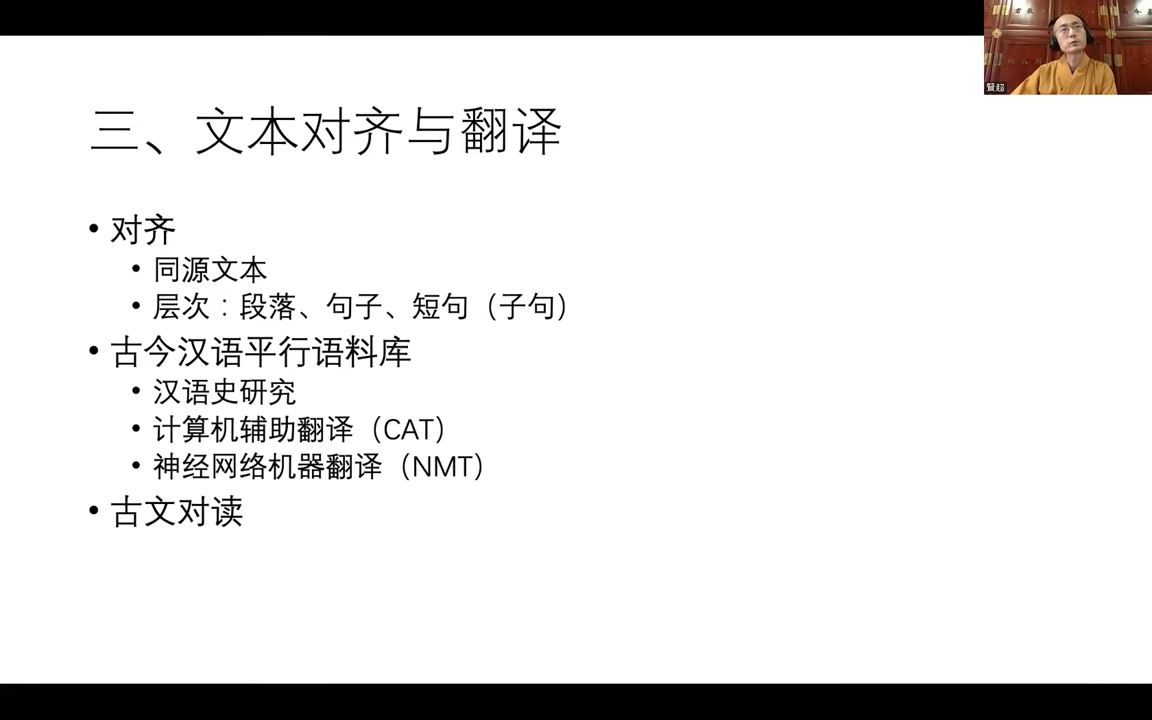 三、文本对齐与翻译
• 对齐
• 同源文本
• 层次：段落、句子、短句（子句）
• 古今汉语平行语料库
• 汉语史研究
• 计算机辅助翻译（CAT）
• 神经网络机器翻译（NMT）
• 古文对读
賢超